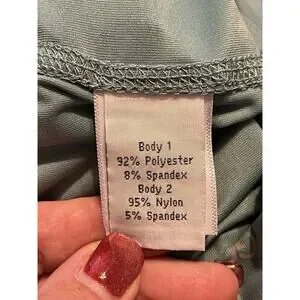 Body 1
92% Polyester
8% Spandex
Body 2
95% Nylon
5% Spandex